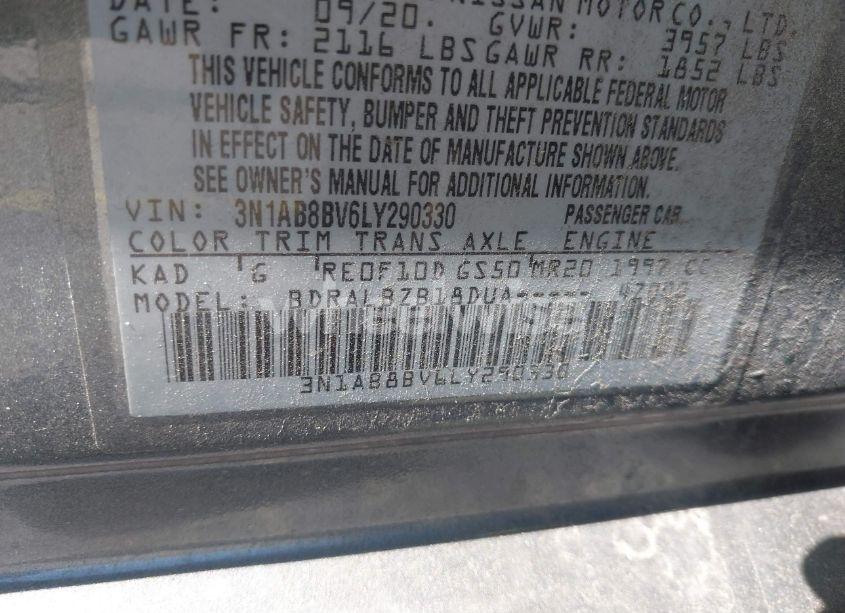 DATE: 09/20. NISSAN MOTOR CO., LTD.
GVWR: 3957 LBS
GAWR FR: 2116 LBS GAWR RR: 1852 LBS
THIS VEHICLE CONFORMS TO ALL APPLICABLE FEDERAL MOTOR
VEHICLE SAFETY, BUMPER AND THEFT PREVENTION STANDARDS
IN EFFECT ON THE DATE OF MANUFACTURE SHOWN ABOVE.
SEE OWNER'S MANUAL FOR ADDITIONAL INFORMATION.
VIN: 3N1AB8BV6LY290330 PASSENGER CAR
COLOR TRIM TRANS AXLE ENGINE
KAD G RE0F10D GS50 MR20 1997 CC
MODEL: BDRALBZB18DUA-----
3N1AB8BV6LY290330